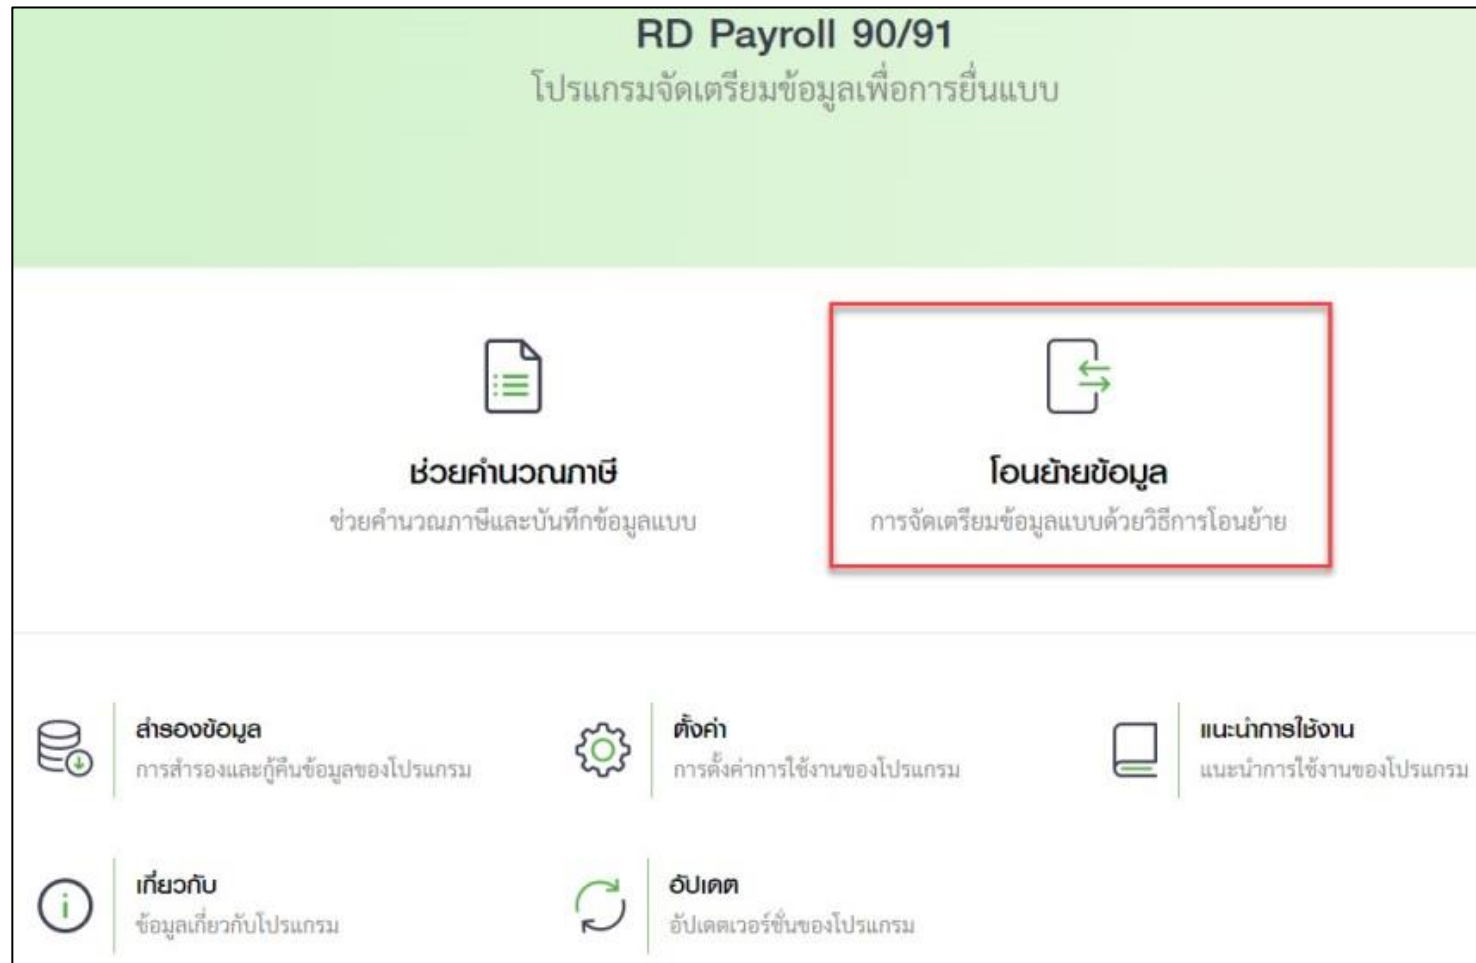 RD Payroll 90/91
โปรแกรมจัดเตรียมข้อมูลเพื่อการยื่นแบบ
ช่วยคำนวณภาษี
ช่วยคำนวณภาษีและบันทึกข้อมูลแบบ
โอนย้ายข้อมูล
การจัดเตรียมข้อมูลแบบด้วยวิธีการโอนย้าย
สำรองข้อมูล
การสำรองและกู้คืนข้อมูลของโปรแกรม
ตั้งค่า
การตั้งค่าการใช้งานของโปรแกรม
แนะนำการใช้งาน
แนะนำการใช้งานของโปรแกรม
เกี่ยวกับ
ข้อมูลเกี่ยวกับโปรแกรม
อัปเดต
อัปเดตเวอร์ชั่นของโปรแกรม